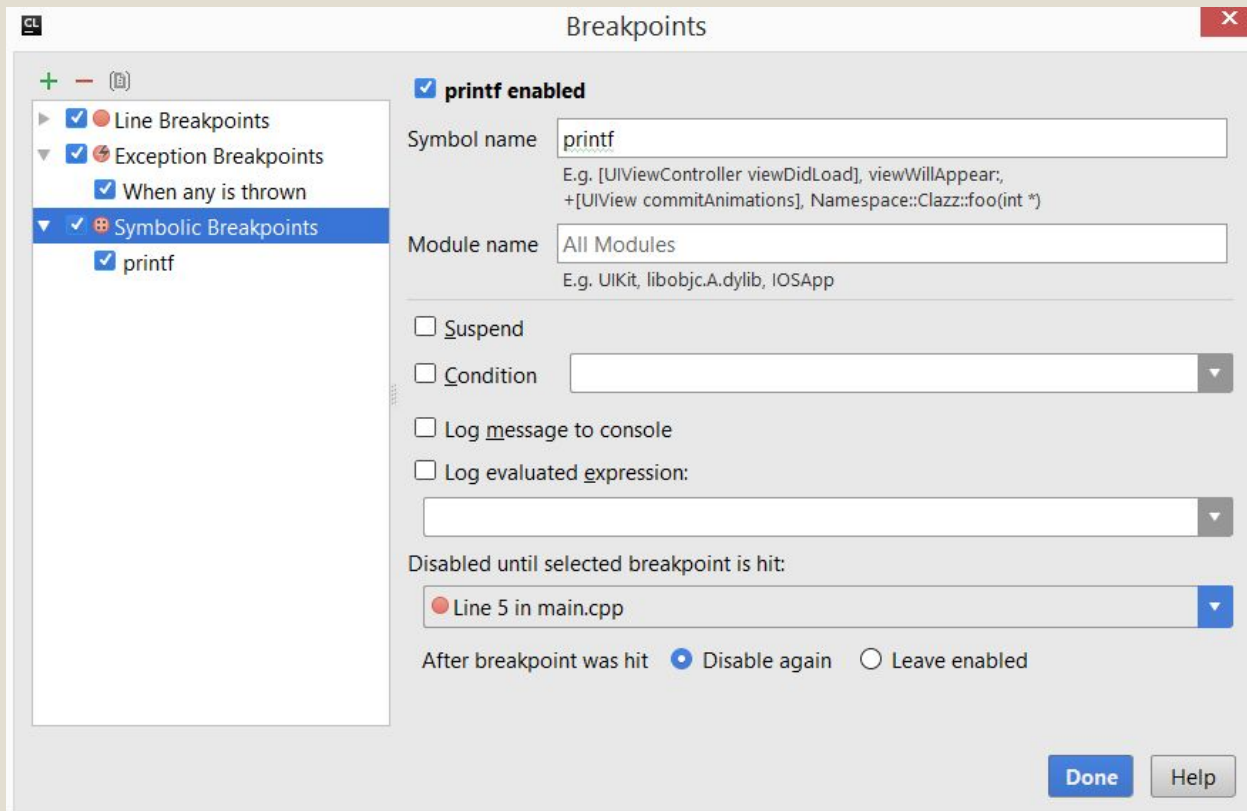 CL
Breakpoints
Line Breakpoints
Exception Breakpoints
When any is thrown
Symbolic Breakpoints
printf
printf enabled
Symbol name
printf
E.g. [UIViewController viewDidLoad], viewWillAppear:,
+[UIView commitAnimations], Namespace::Clazz::foo(int *)
Module name
All Modules
E.g. UIKit, libobjc.A.dylib, IOSApp
Suspend
Condition
Log message to console
Log evaluated expression:
Disabled until selected breakpoint is hit:
Line 5 in main.cpp
After breakpoint was hit Disable again Leave enabled
Done Help